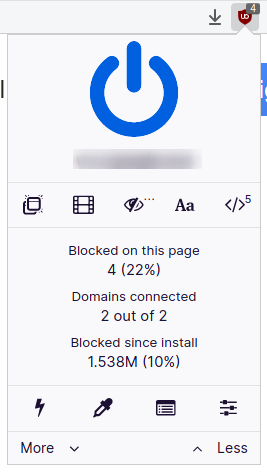 4
Aa
</>5
Blocked on this page
4 (22%)
Domains connected
2 out of 2
Blocked since install
1.538M (10%)
More
Less